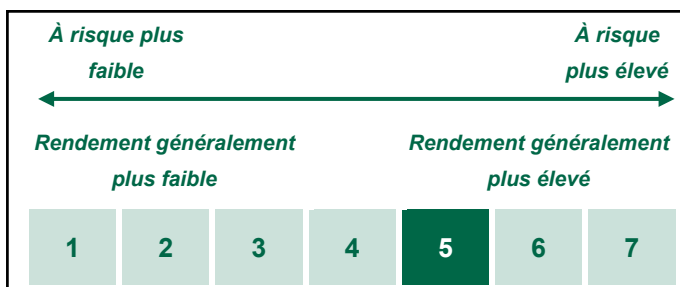 À risque plus
faible
À risque
plus élevé
Rendement généralement
plus faible
Rendement généralement
plus élevé
1 2 3 4 5 6 7